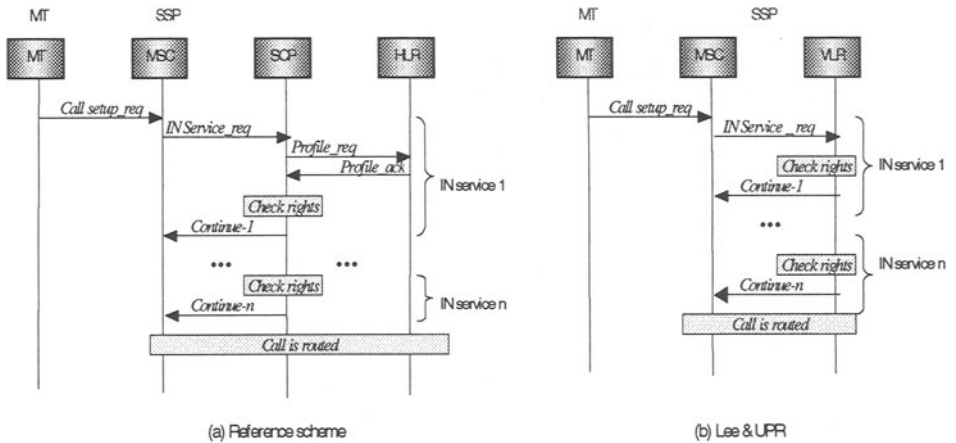 MT SSP
MT MSC SCP HLR
Call setup_req
IN Service_req
Profile_req
Profile_ack
IN service 1
Check rights
Continue-1
••• •••
Check rights
Continue-n
IN service n
Call is routed
(a) Reference scheme
MT SSP
MT MSC VLR
Call setup_req
IN Service _req
Check rights
IN service 1
Continue-1
•••
Check rights
IN service n
Continue-n
Call is routed
(b) Lee & UPR